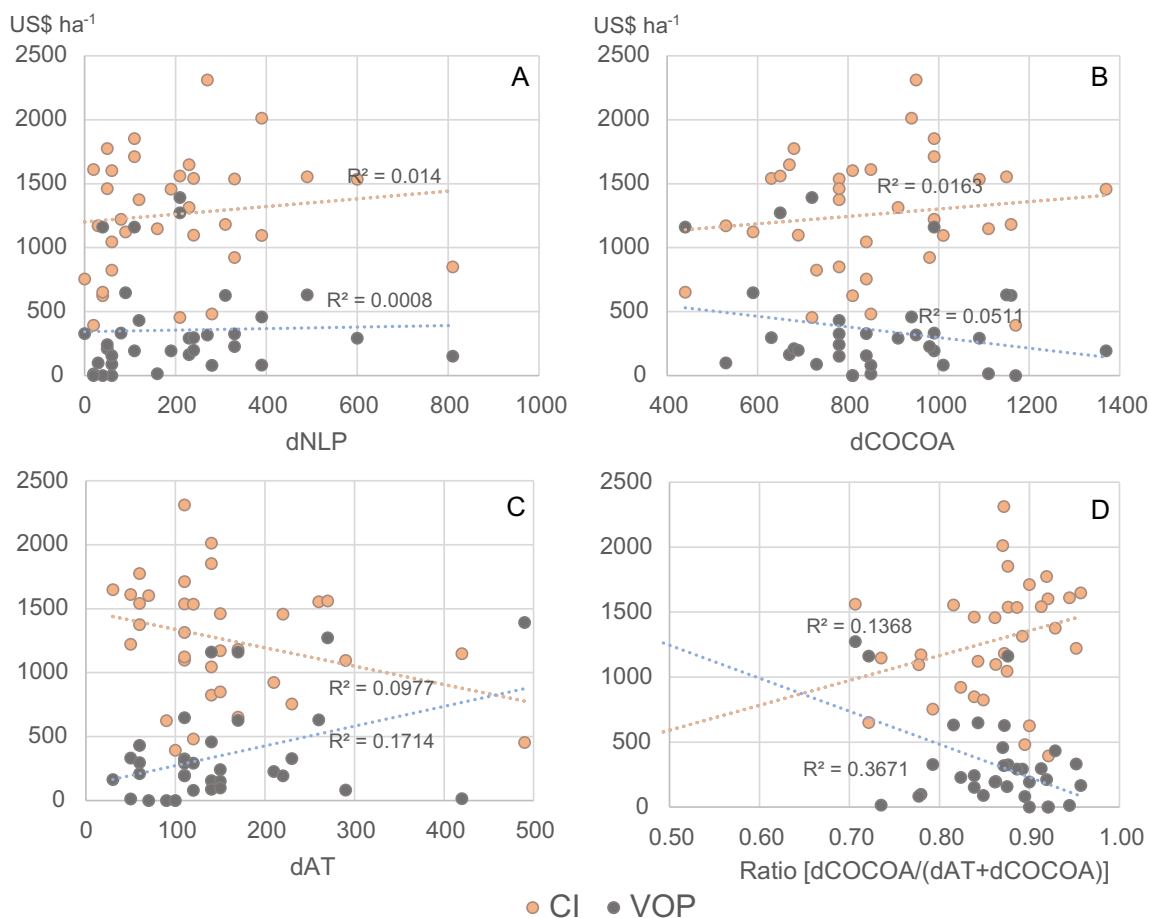 US$ ha-1
US$ ha-1
2500
2000
1500
1000
500
0
A
R² = 0.014
R² = 0.0008
0 200 400 600 800 1000
dNLP
2500
2000
1500
1000
500
0
B
R² = 0.0163
R² = 0.0511
400 600 800 1000 1200 1400
dCOCOA
2500
2000
1500
1000
500
0
C
R² = 0.0977
R² = 0.1714
0 100 200 300 400 500
dAT
2500
2000
1500
1000
500
0
D
R² = 0.1368
R² = 0.3671
0.50 0.60 0.70 0.80 0.90 1.00
Ratio [dCOCOA/(dAT+dCOCOA)]
CI VOP